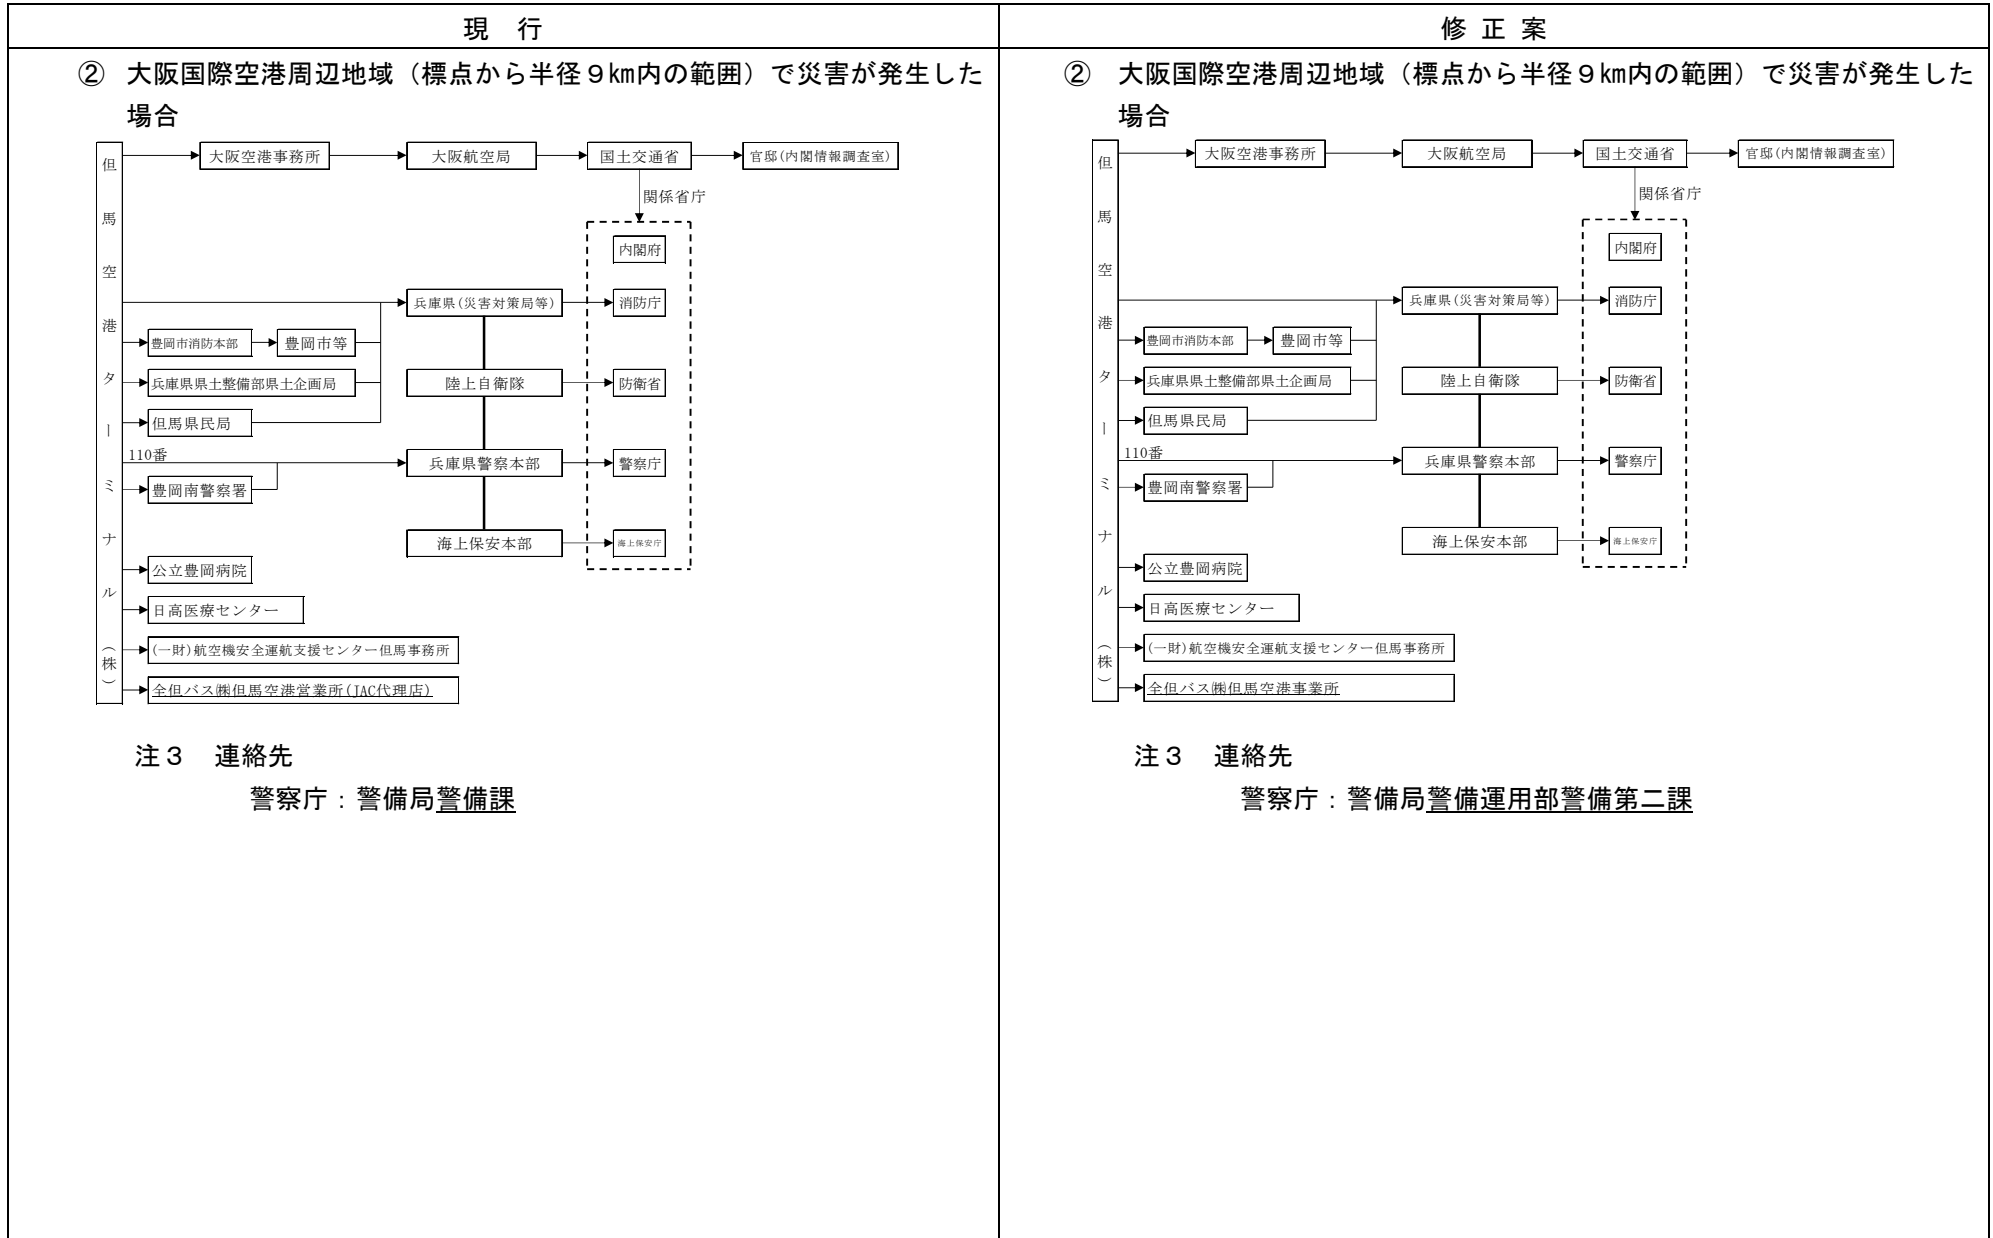 現　行
② 大阪国際空港周辺地域（標点から半径９㎞内の範囲）で災害が発生した
場合
但馬空港ターミナル（株）
大阪空港事務所
大阪航空局
国土交通省
官邸(内閣情報調査室)
関係省庁
内閣府
兵庫県(災害対策局等)
消防庁
豊岡市消防本部
豊岡市等
兵庫県県土整備部県土企画局
陸上自衛隊
防衛省
但馬県民局
110番
兵庫県警察本部
警察庁
豊岡南警察署
海上保安本部
海上保安庁
公立豊岡病院
日高医療センター
(一財)航空機安全運航支援センター但馬事務所
全但バス㈱但馬空港営業所(JAC代理店)
注３　連絡先
警察庁：警備局警備課
修 正 案
② 大阪国際空港周辺地域（標点から半径９㎞内の範囲）で災害が発生した
場合
但馬空港ターミナル（株）
大阪空港事務所
大阪航空局
国土交通省
官邸(内閣情報調査室)
関係省庁
内閣府
兵庫県(災害対策局等)
消防庁
豊岡市消防本部
豊岡市等
兵庫県県土整備部県土企画局
陸上自衛隊
防衛省
但馬県民局
110番
兵庫県警察本部
警察庁
豊岡南警察署
海上保安本部
海上保安庁
公立豊岡病院
日高医療センター
(一財)航空機安全運航支援センター但馬事務所
全但バス㈱但馬空港事業所
注３　連絡先
警察庁：警備局警備運用部警備第二課